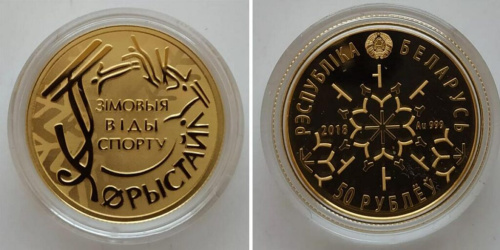 ЗІМОВЫЯ
ВІДЫ
СПОРТУ
ФРЫСТАЙЛ
РЭСПУБЛІКА БЕЛАРУСЬ
2018
Au 999
50 РУБЛЁЎ